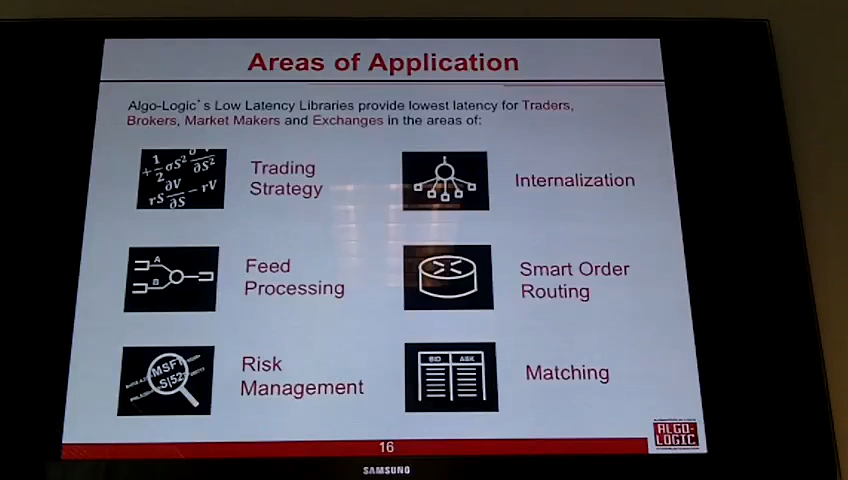 Areas of Application
Algo-Logic's Low Latency Libraries provide lowest latency for Traders,
Brokers, Market Makers and Exchanges in the areas of:
Trading
Strategy
Internalization
A
B
Feed
Processing
Smart Order
Routing
MSFT
Risk
Management
BID ASK
Matching
16
ALGO-
LOGIC
SAMSUNG